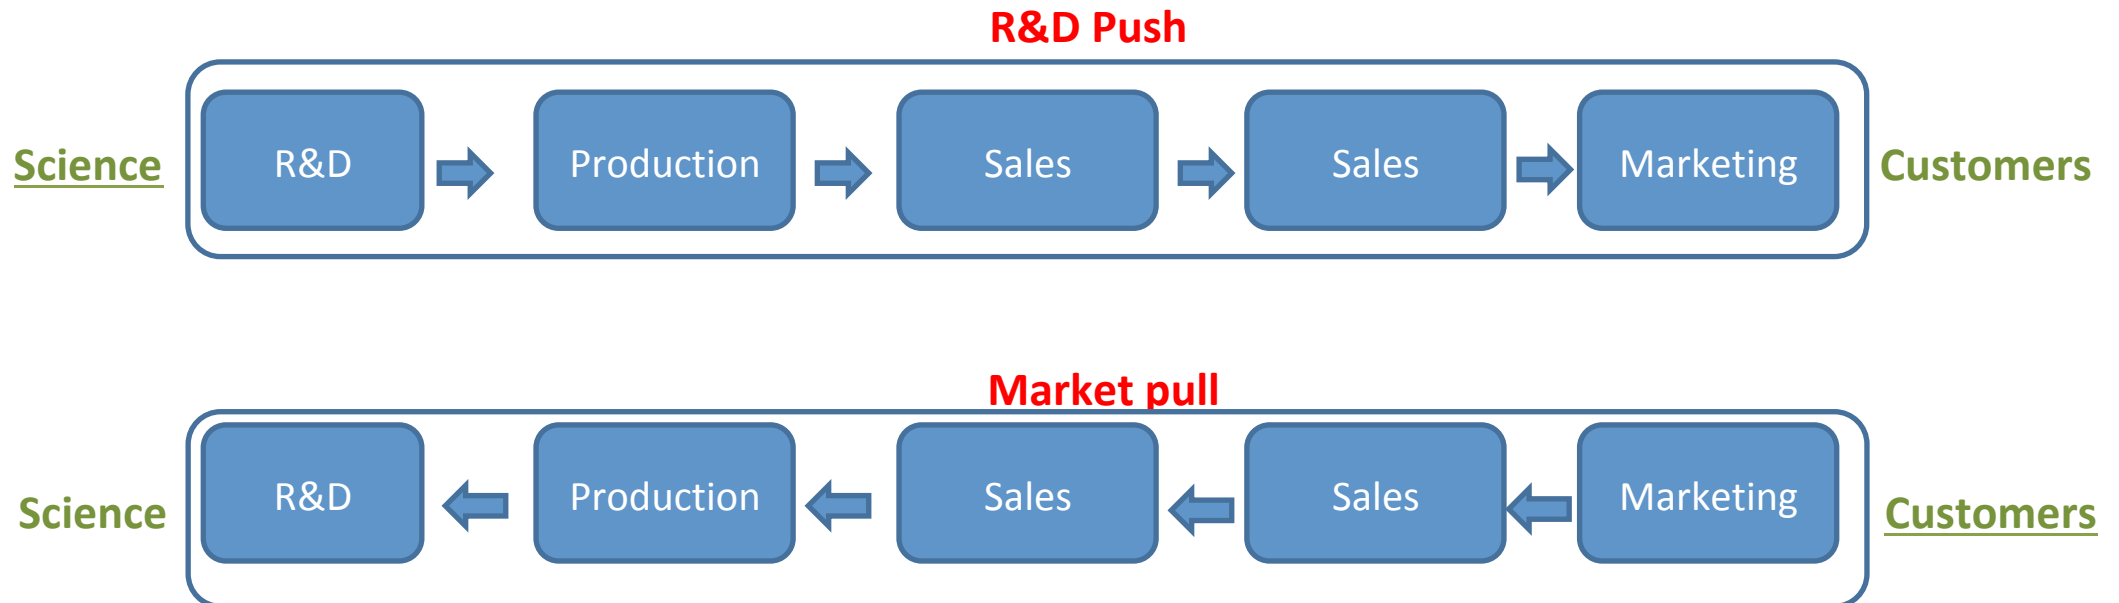 R&D Push
Science R&D Production Sales Sales Marketing Customers
Market pull
Science R&D Production Sales Sales Marketing Customers